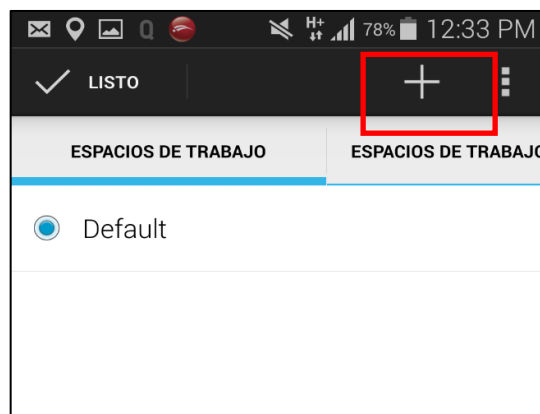 Q H+ 78% 12:33 PM
LISTO
ESPACIOS DE TRABAJO ESPACIOS DE TRABAJO
Default